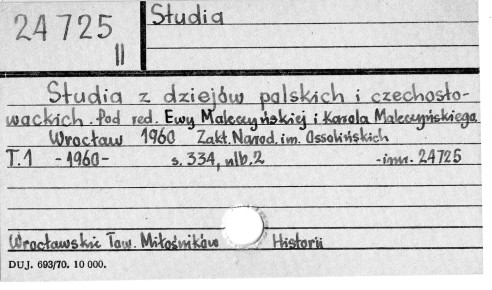 24725
II
Studia
Studia z dziejów polskich i czechosło-
wackich. Pod red. Ewy Maleczyńskiej i Karola Maleczyńskiego
Wrocław 1960 Zakt. Narod. im. Ossolińskich
T.1 -1960- s. 334, nlb. 2 -inw. 24725
Wrocławskie Tow. Miłośników Historii
DUJ. 693/70. 10 000.